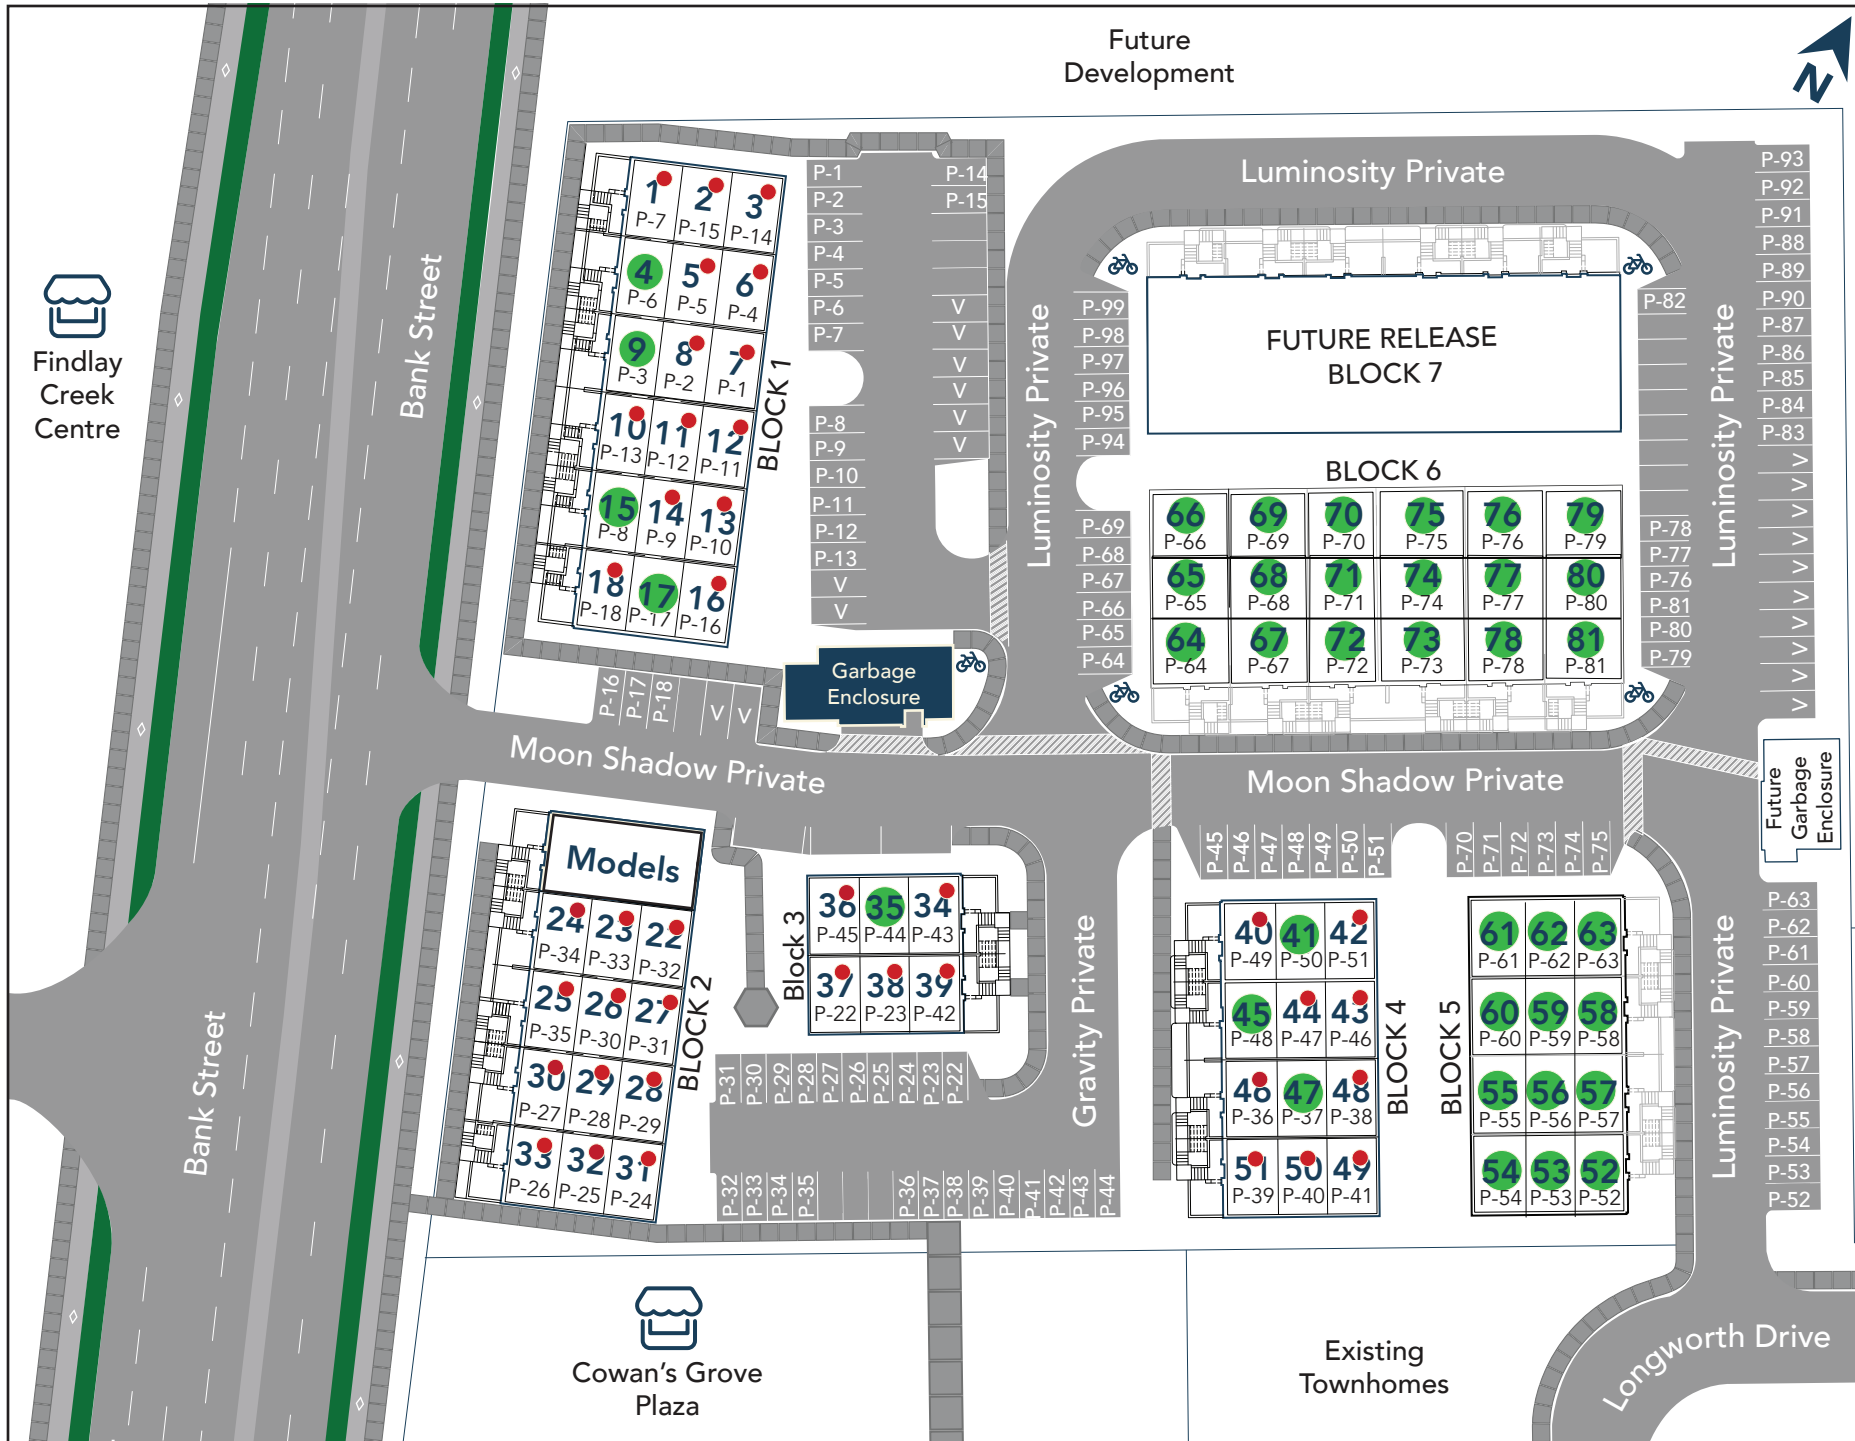 Future
Development
N
Findlay
Creek
Centre
Bank Street
Bank Street
1
P-7
2
P-15
3
P-14
4
P-6
5
P-5
6
P-4
9
P-3
8
P-2
7
P-1
10
P-13
11
P-12
12
P-11
15
P-8
14
P-9
13
P-10
18
P-18
17
P-17
16
P-16
BLOCK 1
P-1
P-2
P-3
P-4
P-5
P-6
P-7
P-8
P-9
P-10
P-11
P-12
P-13
V
V
P-14
P-15
V
V
V
V
V
V
P-16
P-17
P-18
V
V
Garbage
Enclosure
Luminosity Private
Luminosity Private
P-99
P-98
P-97
P-96
P-95
P-94
P-69
P-68
P-67
P-66
P-65
P-64
FUTURE RELEASE
BLOCK 7
BLOCK 6
66
P-66
69
P-69
70
P-70
75
P-75
76
P-76
79
P-79
65
P-65
68
P-68
71
P-71
74
P-74
77
P-77
80
P-80
64
P-64
67
P-67
72
P-72
73
P-73
78
P-78
81
P-81
P-82
P-78
P-77
P-76
P-81
P-80
P-79
Luminosity Private
P-93
P-92
P-91
P-88
P-89
P-90
P-87
P-86
P-85
P-84
P-83
V
V
V
V
V
V
V
V
V
V
Future
Garbage
Enclosure
Moon Shadow Private
Moon Shadow Private
Models
24
P-34
23
P-33
22
P-32
25
P-35
26
P-30
27
P-31
30
P-27
29
P-28
28
P-29
33
P-26
32
P-25
31
P-24
BLOCK 2
Block 3
36
P-45
35
P-44
34
P-43
37
P-22
38
P-23
39
P-42
P-31
P-30
P-29
P-28
P-27
P-26
P-25
P-24
P-23
P-22
P-32
P-33
P-34
P-35
P-36
P-37
P-38
P-39
P-40
P-41
P-42
P-43
P-44
Gravity Private
P-45
P-46
P-47
P-48
P-49
P-50
P-51
P-70
P-71
P-72
P-73
P-74
P-75
40
P-49
41
P-50
42
P-51
45
P-48
44
P-47
43
P-46
46
P-36
47
P-37
48
P-38
51
P-39
50
P-40
49
P-41
BLOCK 4
BLOCK 5
61
P-61
62
P-62
63
P-63
60
P-60
59
P-59
58
P-58
55
P-55
56
P-56
57
P-57
54
P-54
53
P-53
52
P-52
Luminosity Private
P-63
P-62
P-61
P-60
P-59
P-58
P-57
P-56
P-55
P-54
P-53
P-52
Cowan's Grove
Plaza
Existing
Townhomes
Longworth Drive